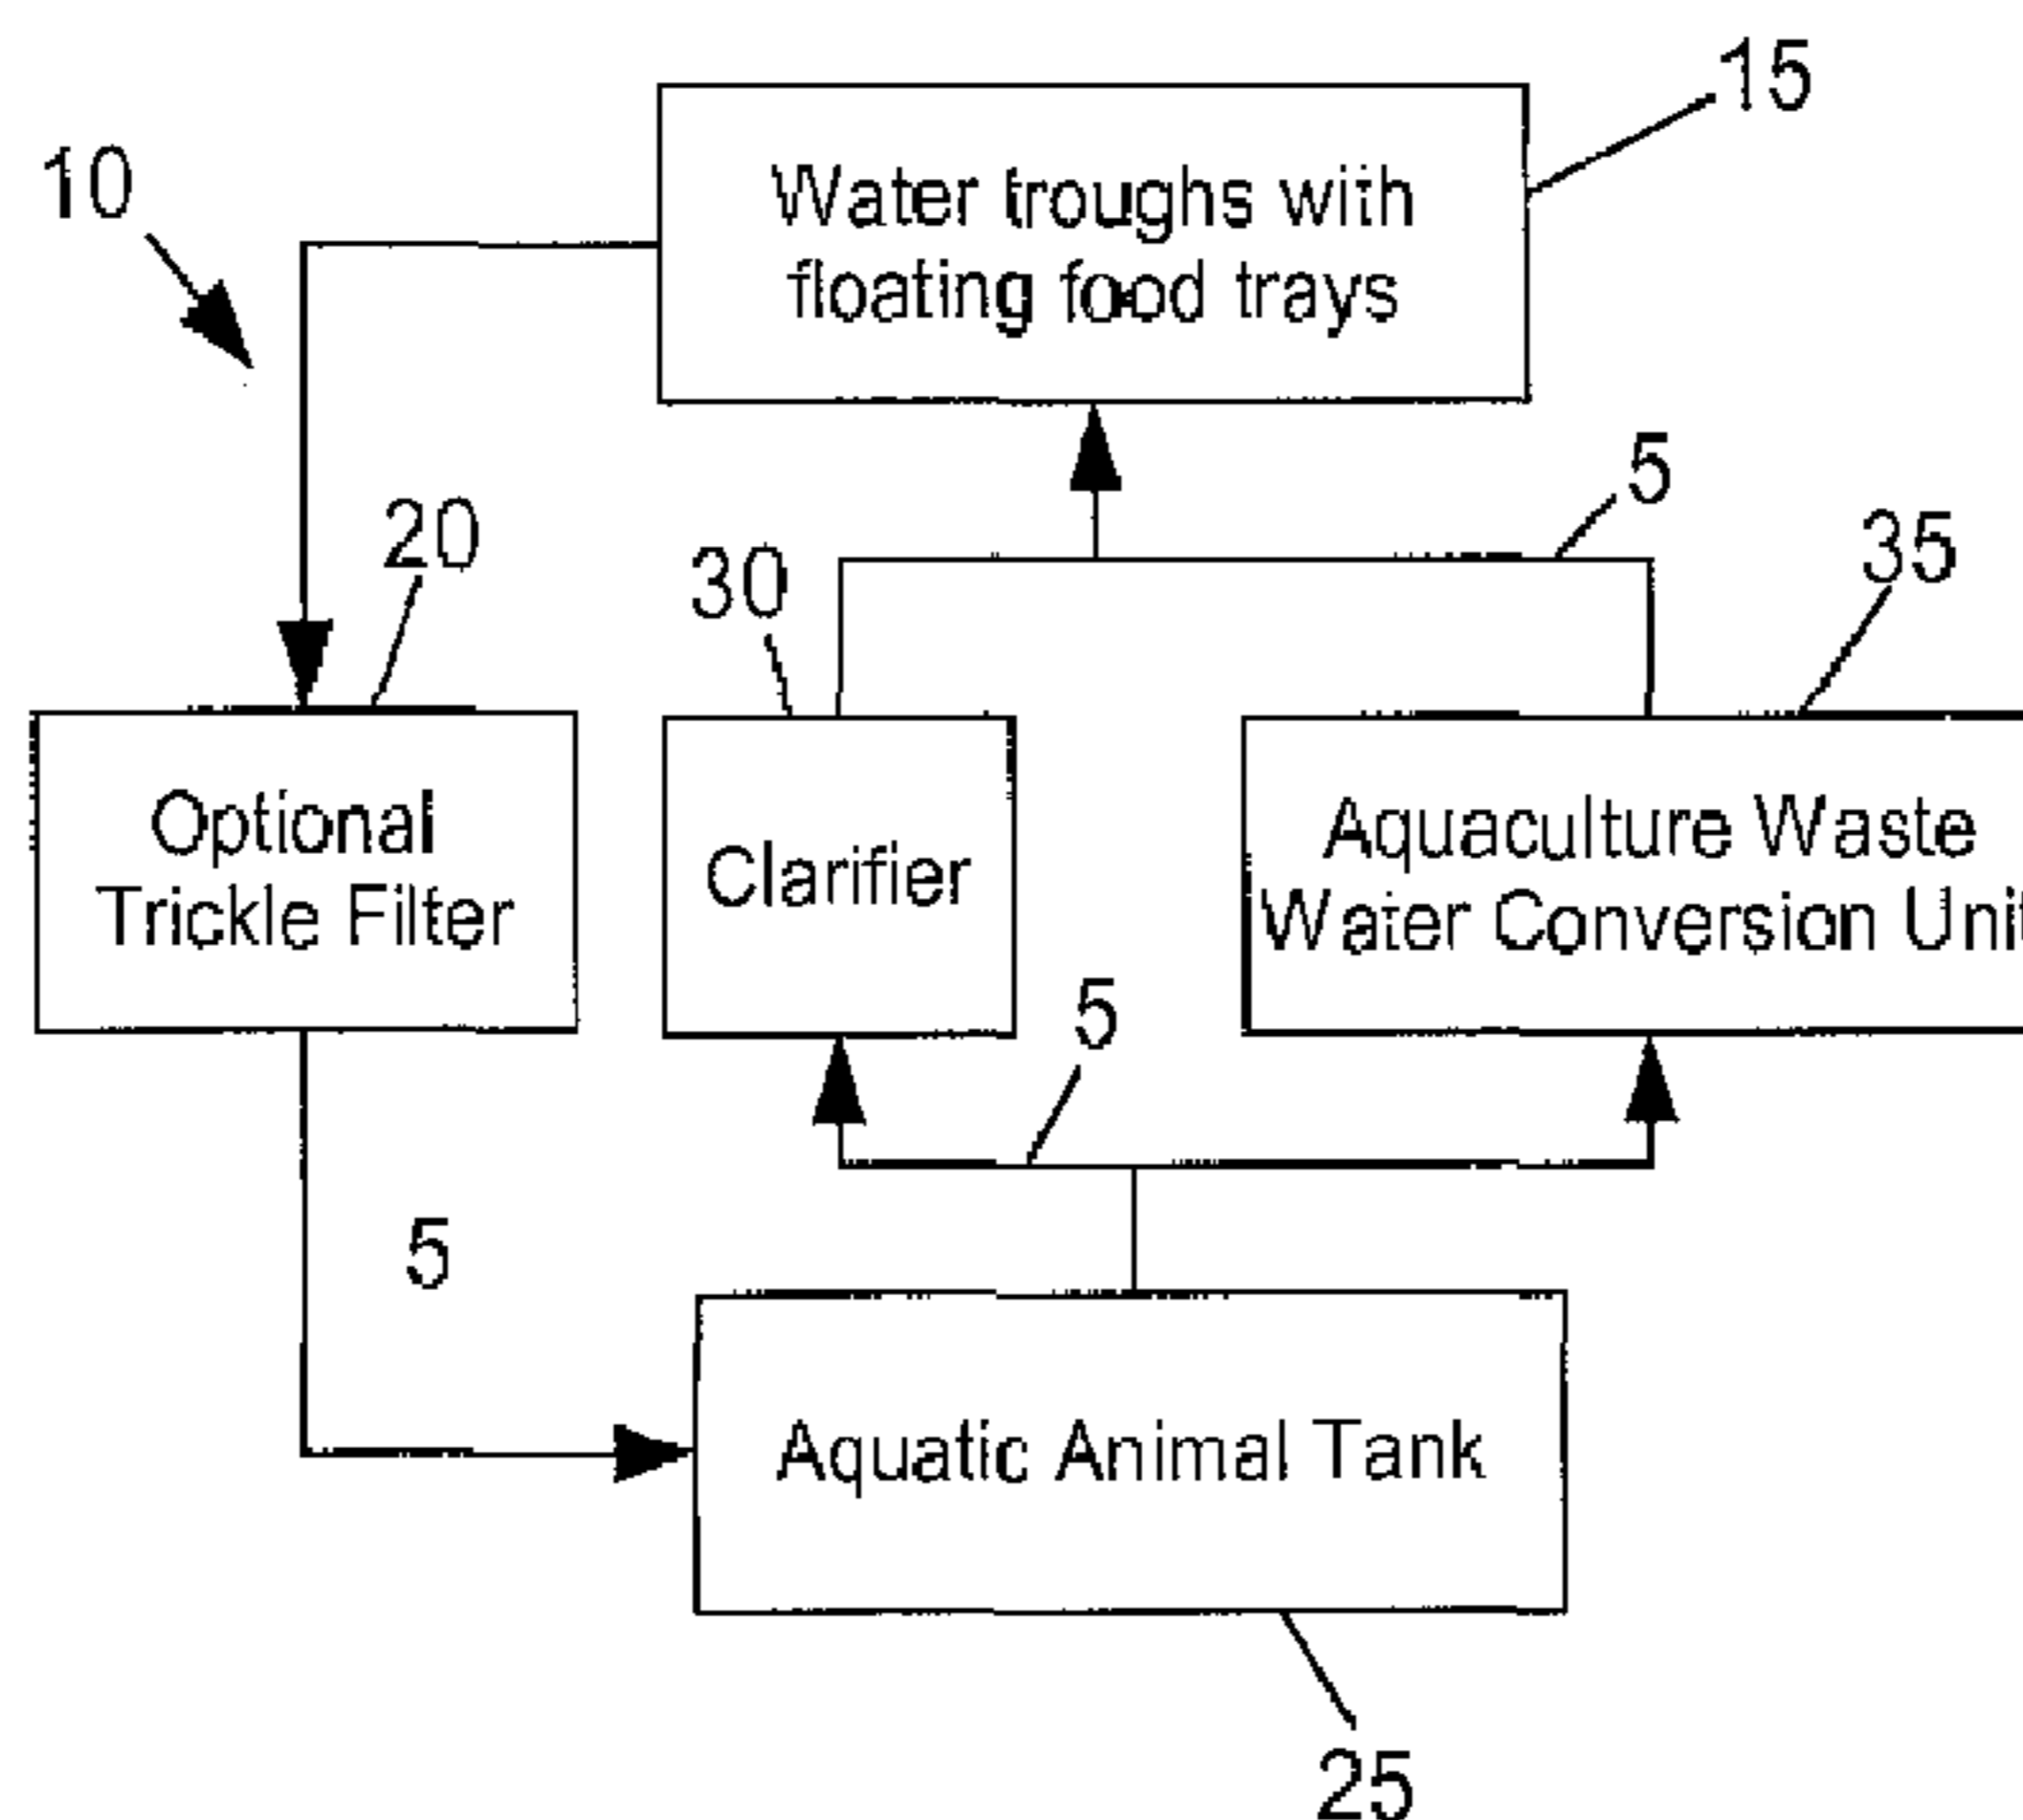 15
10
Water troughs with
floating food trays
5
20
30
35
Optional
Trickle Filter
Clarifier
Aquaculture Waste
Water Conversion Unit
5
5
Aquatic Animal Tank
25